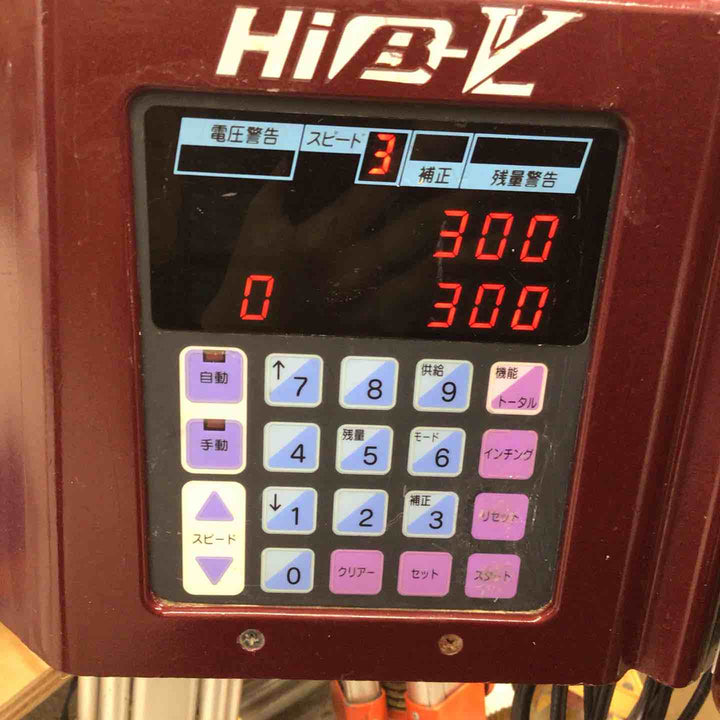 HiD-V
電圧警告
スピード
3
補正
残量警告
300
0
300
自動
↑
7
8
供給
9
機能
トータル
手動
4
残量
5
モード
6
インチング
スピード
↓
1
2
補正
3
リセット
0
クリアー
セット
スタート